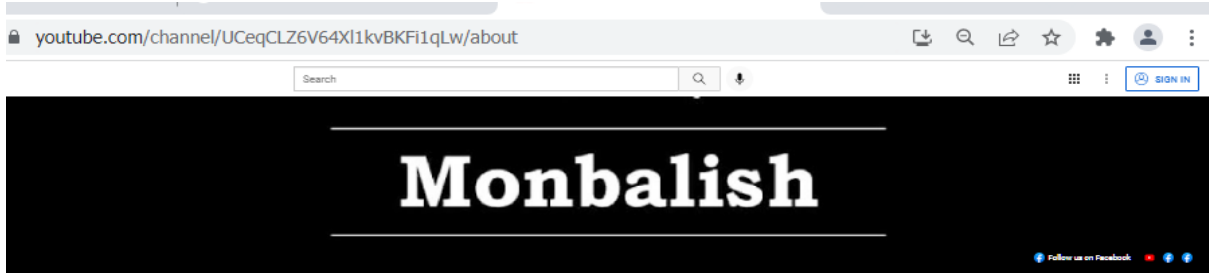 youtube.com/channel/UCeqCLZ6V64Xl1kvBKFi1qLw/about
Search
SIGN IN
Monbalish
Follow us on Facebook